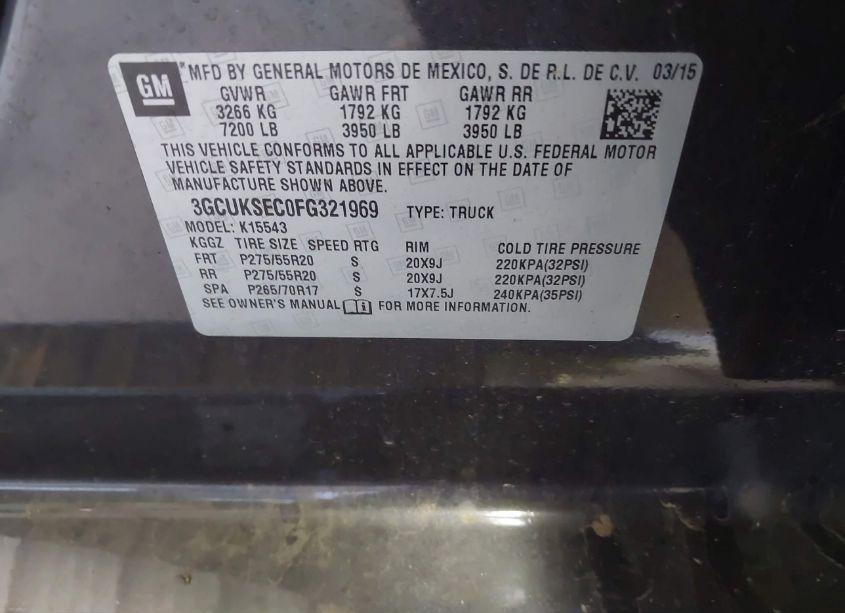 GM
*MFD BY GENERAL MOTORS DE MEXICO, S. DE R.L. DE C.V. 03/15
GVWR GAWR FRT GAWR RR
3266 KG 1792 KG 1792 KG
7200 LB 3950 LB 3950 LB
THIS VEHICLE CONFORMS TO ALL APPLICABLE U.S. FEDERAL MOTOR
VEHICLE SAFETY STANDARDS IN EFFECT ON THE DATE OF
MANUFACTURE SHOWN ABOVE.
3GCUKSEC0FG321969 TYPE: TRUCK
MODEL: K15543
KGGZ TIRE SIZE SPEED RTG RIM COLD TIRE PRESSURE
FRT P275/55R20 S 20X9J 220KPA(32PSI)
RR P275/55R20 S 20X9J 220KPA(32PSI)
SPA P265/70R17 S 17X7.5J 240KPA(35PSI)
SEE OWNER'S MANUAL FOR MORE INFORMATION.